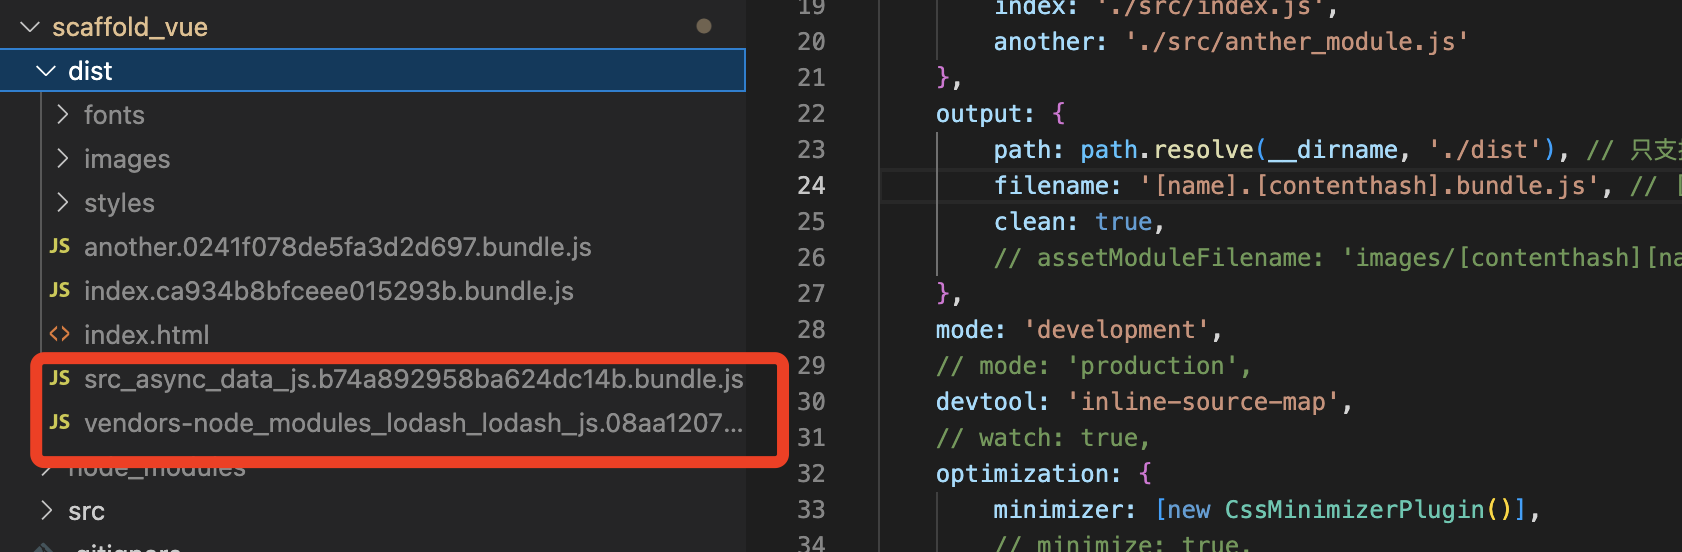 scaffold_vue
dist
fonts
images
styles
JS another.0241f078de5fa3d2d697.bundle.js
JS index.ca934b8bfceee015293b.bundle.js
<> index.html
JS src_async_data_js.b74a892958ba624dc14b.bundle.js
JS vendors-node_modules_lodash_lodash_js.08aa1207...
node_modules
src
.gitignore
19 index: './src/index.js',
20 another: './src/anther_module.js'
21 },
22 output: {
23 path: path.resolve(__dirname, './dist'), // 只支
24 filename: '[name].[contenthash].bundle.js', // [
25 clean: true,
26 // assetModuleFilename: 'images/[contenthash][na
27 },
28 mode: 'development',
29 // mode: 'production',
30 devtool: 'inline-source-map',
31 // watch: true,
32 optimization: {
33 minimizer: [new CssMinimizerPlugin()],
34 // minimize: true,